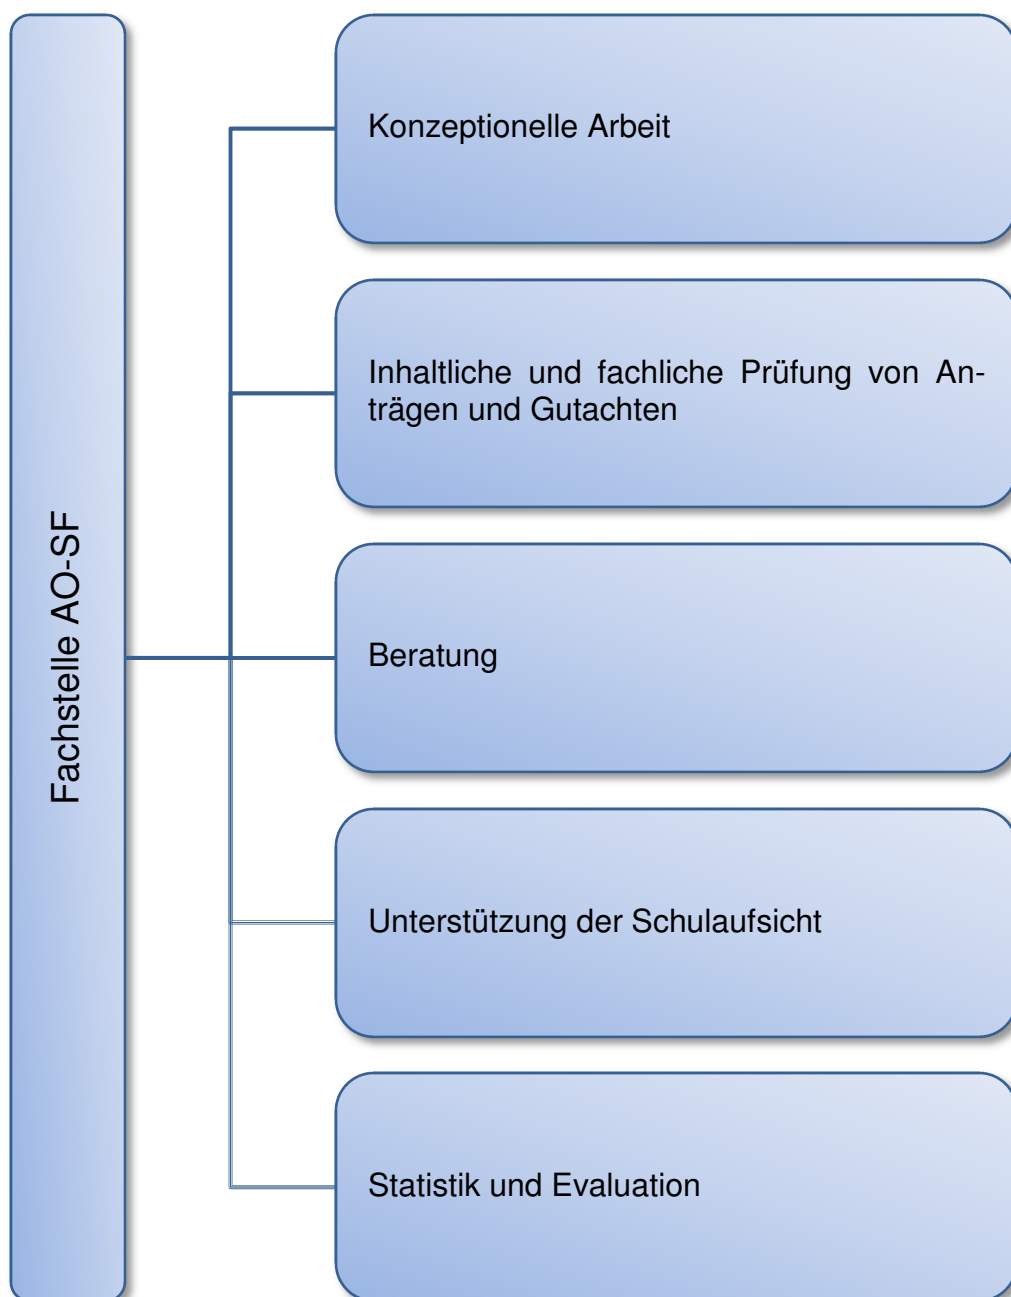 Fachstelle AO-SF
Konzeptionelle Arbeit
Inhaltliche und fachliche Prüfung von An-
trägen und Gutachten
Beratung
Unterstützung der Schulaufsicht
Statistik und Evaluation